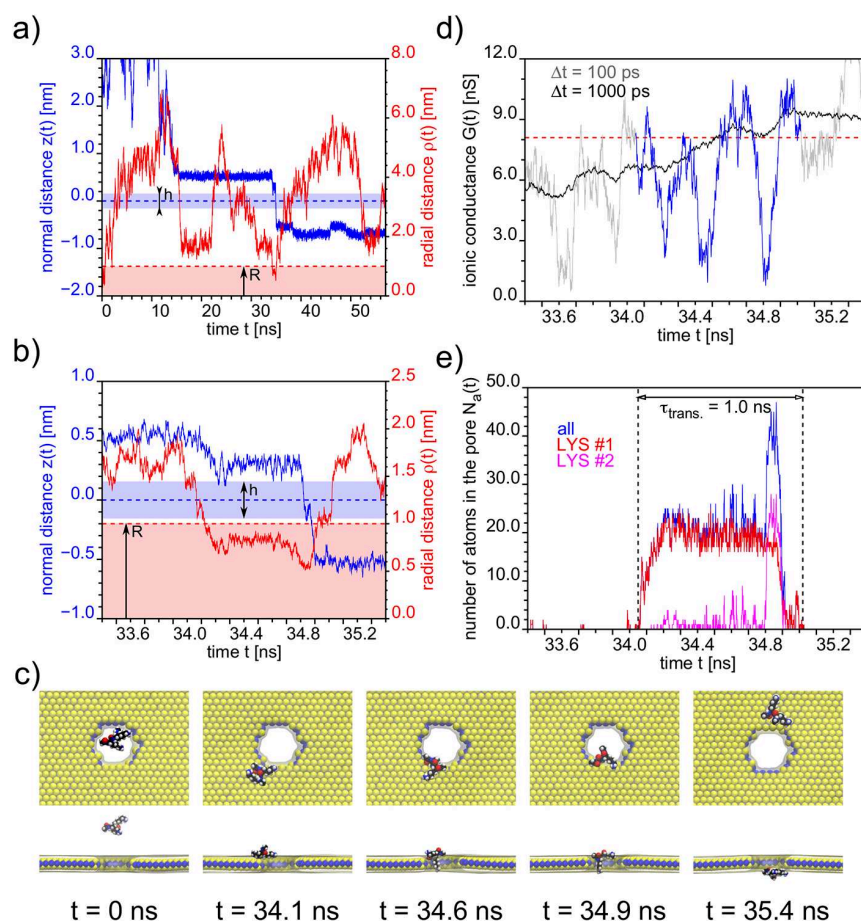 a)
normal distance z(t) [nm]
3.0
2.0
1.0
0.0
−1.0
−2.0
h
R
8.0
6.0
4.0
2.0
0.0
radial distance ρ(t) [nm]
0 10 20 30 40 50
time t [ns]
b)
normal distance z(t) [nm]
1.0
0.5
0.0
−0.5
−1.0
h
R
2.5
2.0
1.5
1.0
0.5
0.0
radial distance ρ(t) [nm]
33.6 34.0 34.4 34.8 35.2
time t [ns]
d)
ionic conductance G(t) [nS]
12.0
9.0
6.0
3.0
0.0
Δt = 100 ps
Δt = 1000 ps
33.6 34.0 34.4 34.8 35.2
time t [ns]
e)
number of atoms in the pore Na(t)
50.0
40.0
30.0
20.0
10.0
0.0
τtrans. = 1.0 ns
all
LYS #1
LYS #2
33.6 34.0 34.4 34.8 35.2
time t [ns]
c)
t = 0 ns t = 34.1 ns t = 34.6 ns t = 34.9 ns t = 35.4 ns